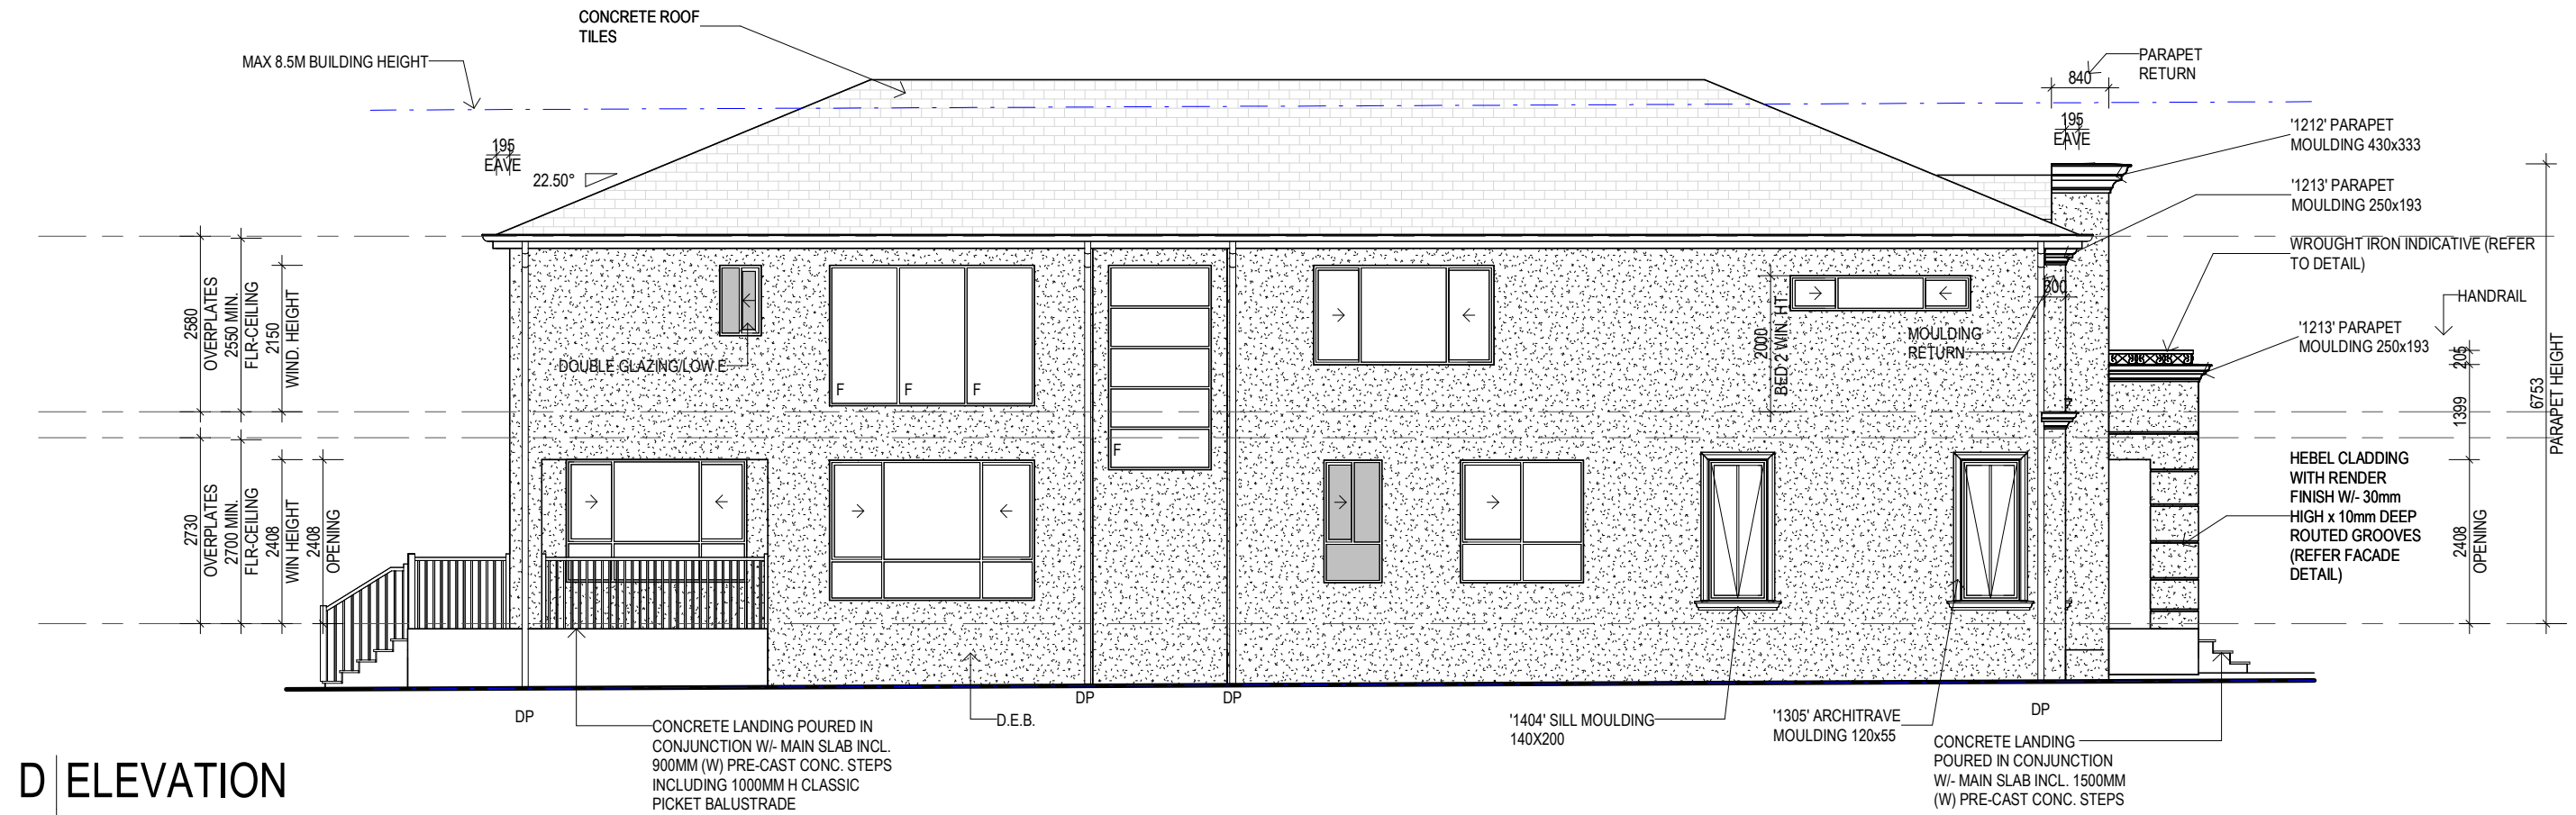 CONCRETE ROOF
TILES
MAX 8.5M BUILDING HEIGHT
PARAPET
RETURN
840
195
EAVE
22.50°
195
EAVE
'1212' PARAPET
MOULDING 430x333
'1213' PARAPET
MOULDING 250x193
WROUGHT IRON INDICATIVE (REFER
TO DETAIL)
HANDRAIL
'1213' PARAPET
MOULDING 250x193
2580
OVERPLATES
2550 MIN.
FLR-CEILING
2150
WIND. HEIGHT
DOUBLE GLAZING/LOW E
F
F
F
F
2000
BED 2 WIN. HT
600
MOULDING
RETURN
205
1399
6753
PARAPET HEIGHT
2730
OVERPLATES
2700 MIN.
FLR-CEILING
2408
WIN HEIGHT
2408
OPENING
HEBEL CLADDING
WITH RENDER
FINISH W/- 30mm
HIGH x 10mm DEEP
ROUTED GROOVES
(REFER FACADE
DETAIL)
2408
OPENING
DP
DP
DP
DP
CONCRETE LANDING POURED IN
CONJUNCTION W/- MAIN SLAB INCL.
900MM (W) PRE-CAST CONC. STEPS
INCLUDING 1000MM H CLASSIC
PICKET BALUSTRADE
D.E.B.
'1404' SILL MOULDING
140X200
'1305' ARCHITRAVE
MOULDING 120x55
CONCRETE LANDING
POURED IN CONJUNCTION
W/- MAIN SLAB INCL. 1500MM
(W) PRE-CAST CONC. STEPS
D ELEVATION